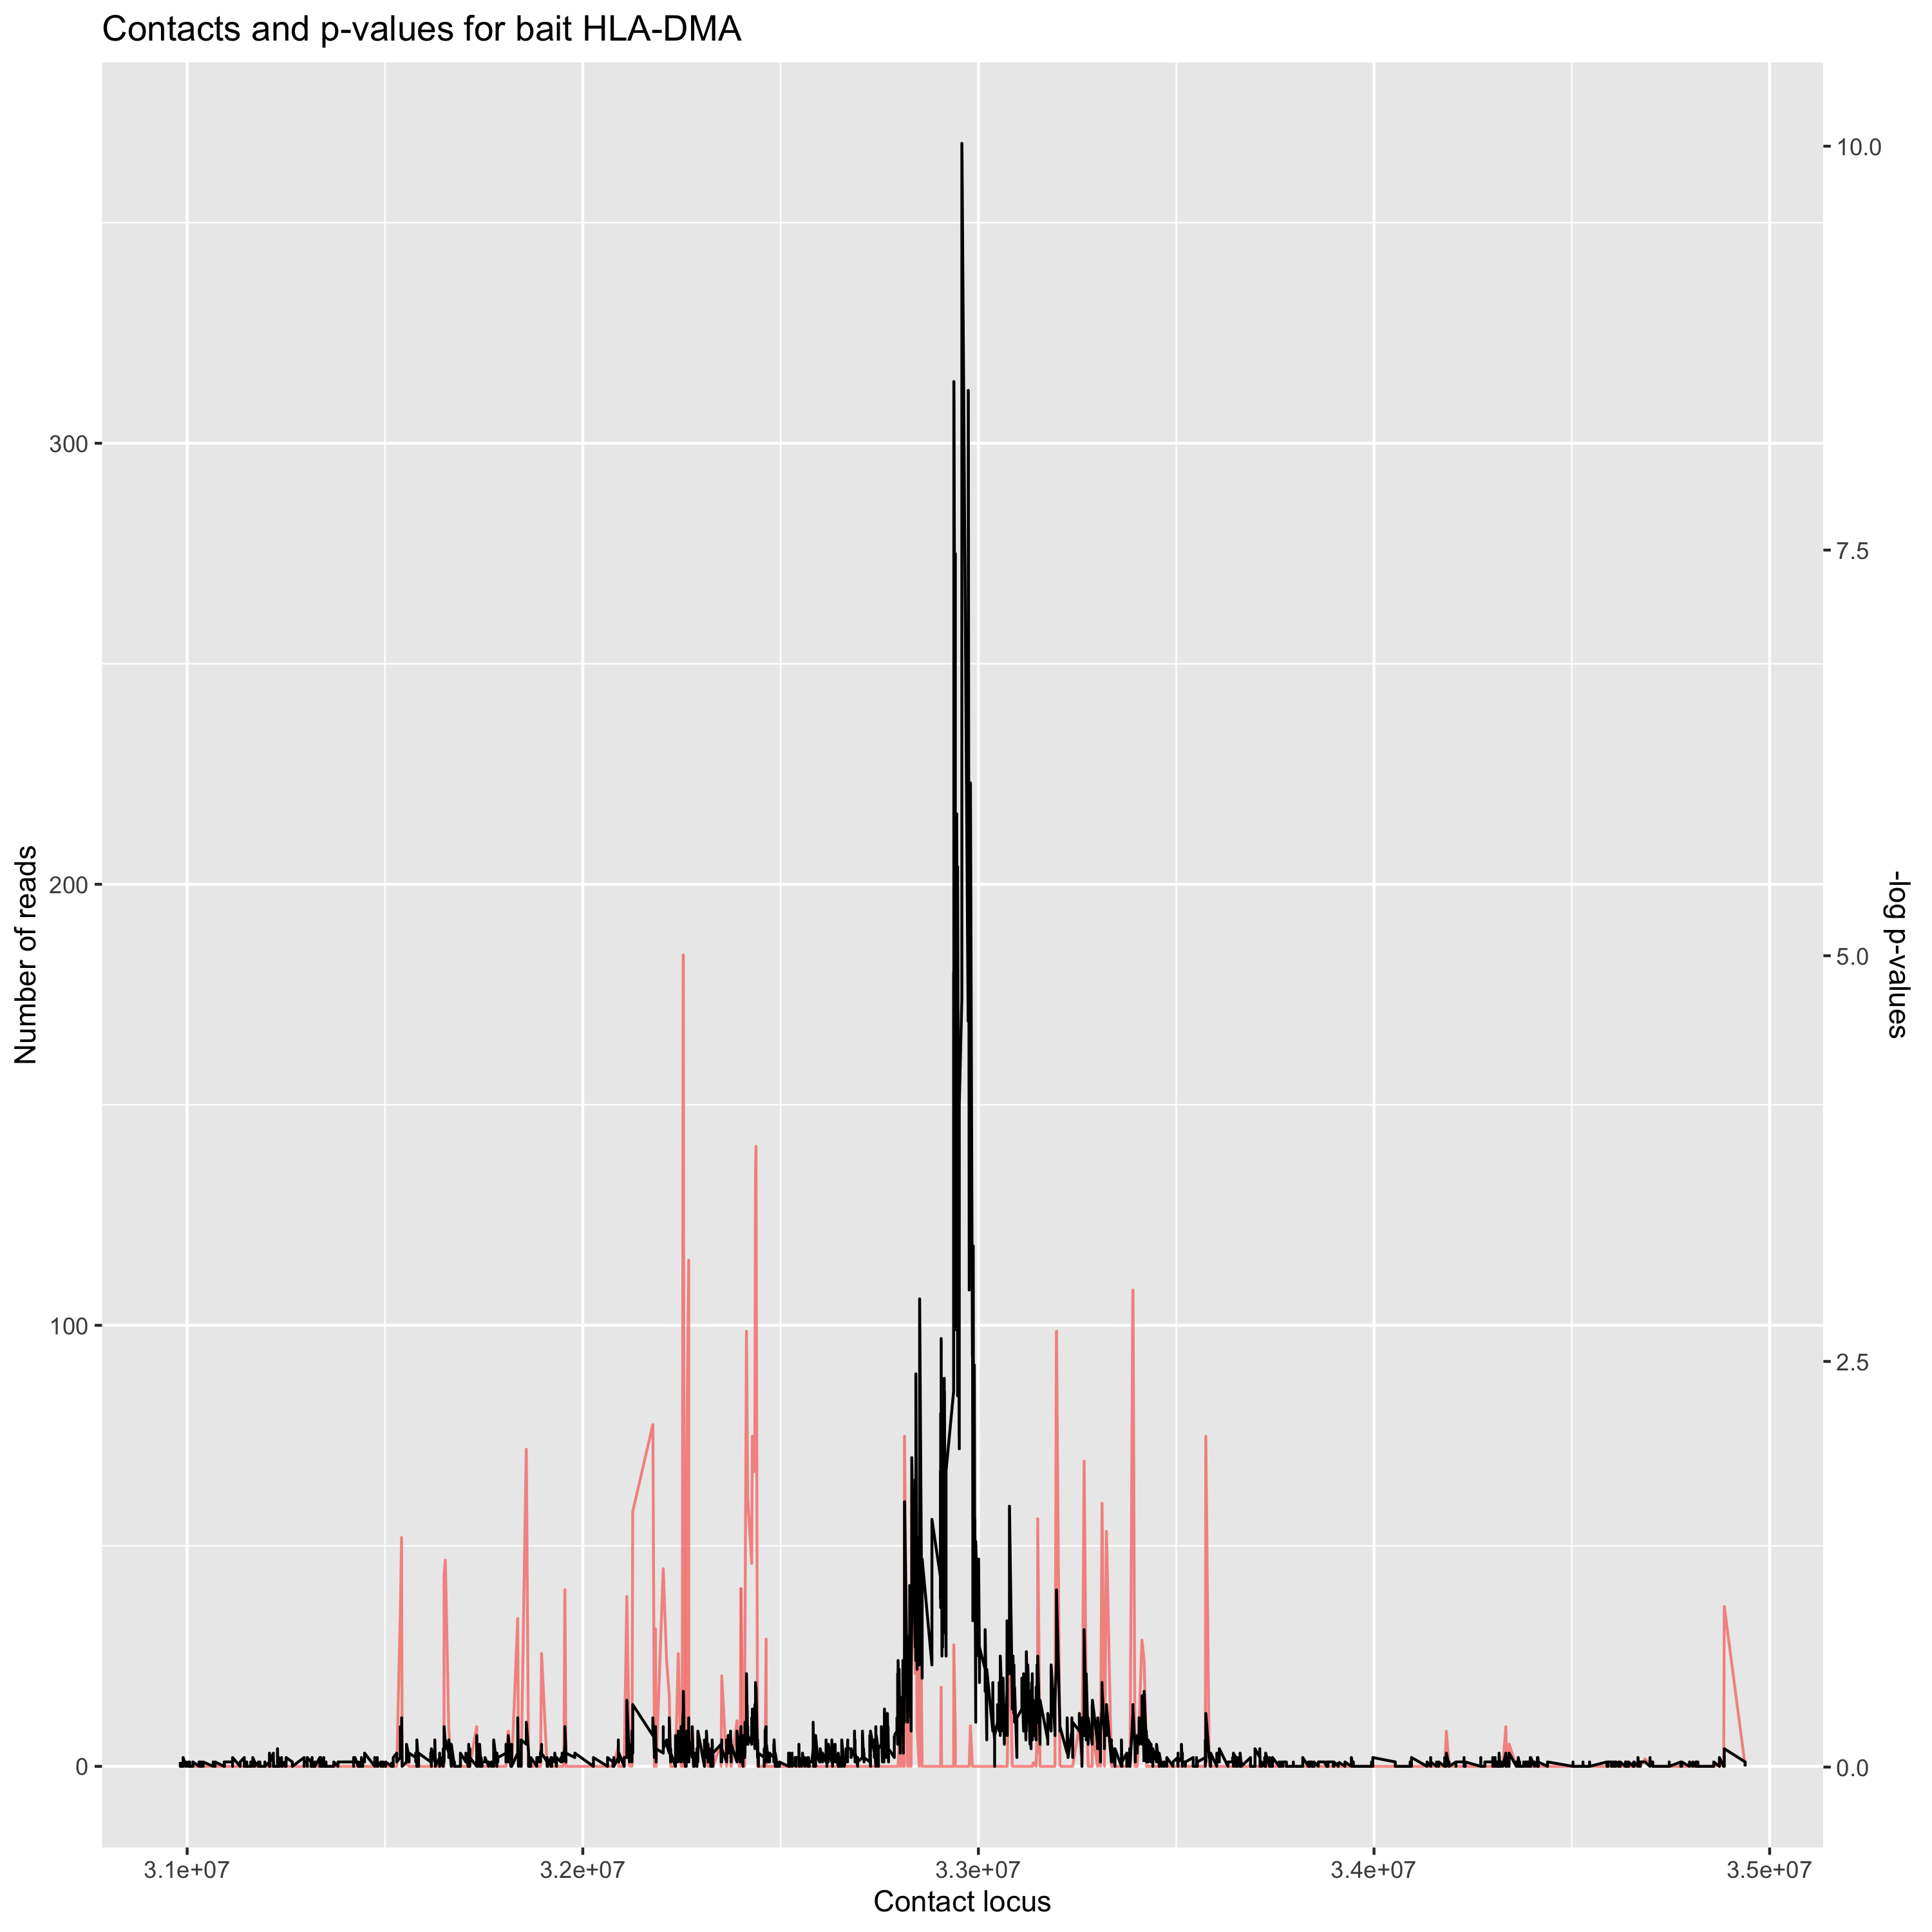 Contacts and p-values for bait HLA-DMA
Number of reads
300
200
100
0
10.0
7.5
5.0
2.5
0.0
-log p-values
3.1e+07 3.2e+07 3.3e+07 3.4e+07 3.5e+07
Contact locus